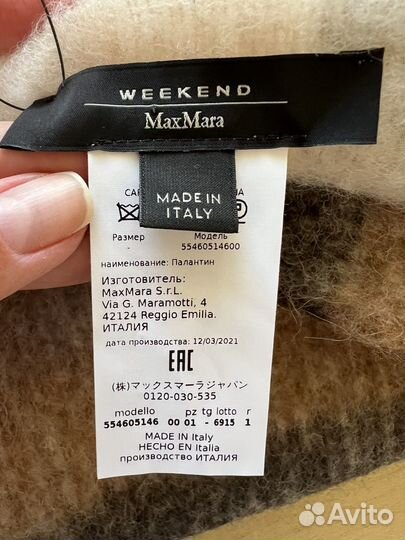 WEEKEND
MaxMara
MADE IN
ITALY
Размер
Модель
-
55460514600
наименование: Палантин
Изготовитель:
MaxMara S.r.L.
Via G. Maramotti, 4
42124 Reggio Emilia.
ИТАЛИЯ
дата производства: 12/03/2021
EAC
(株)マックスマーラジャパン
0120-030-535
modello pz tg lotto r
554605146 00 01 - 6915 1
MADE IN Italy
HECHO EN Italia
производство ИТАЛИЯ
Avito